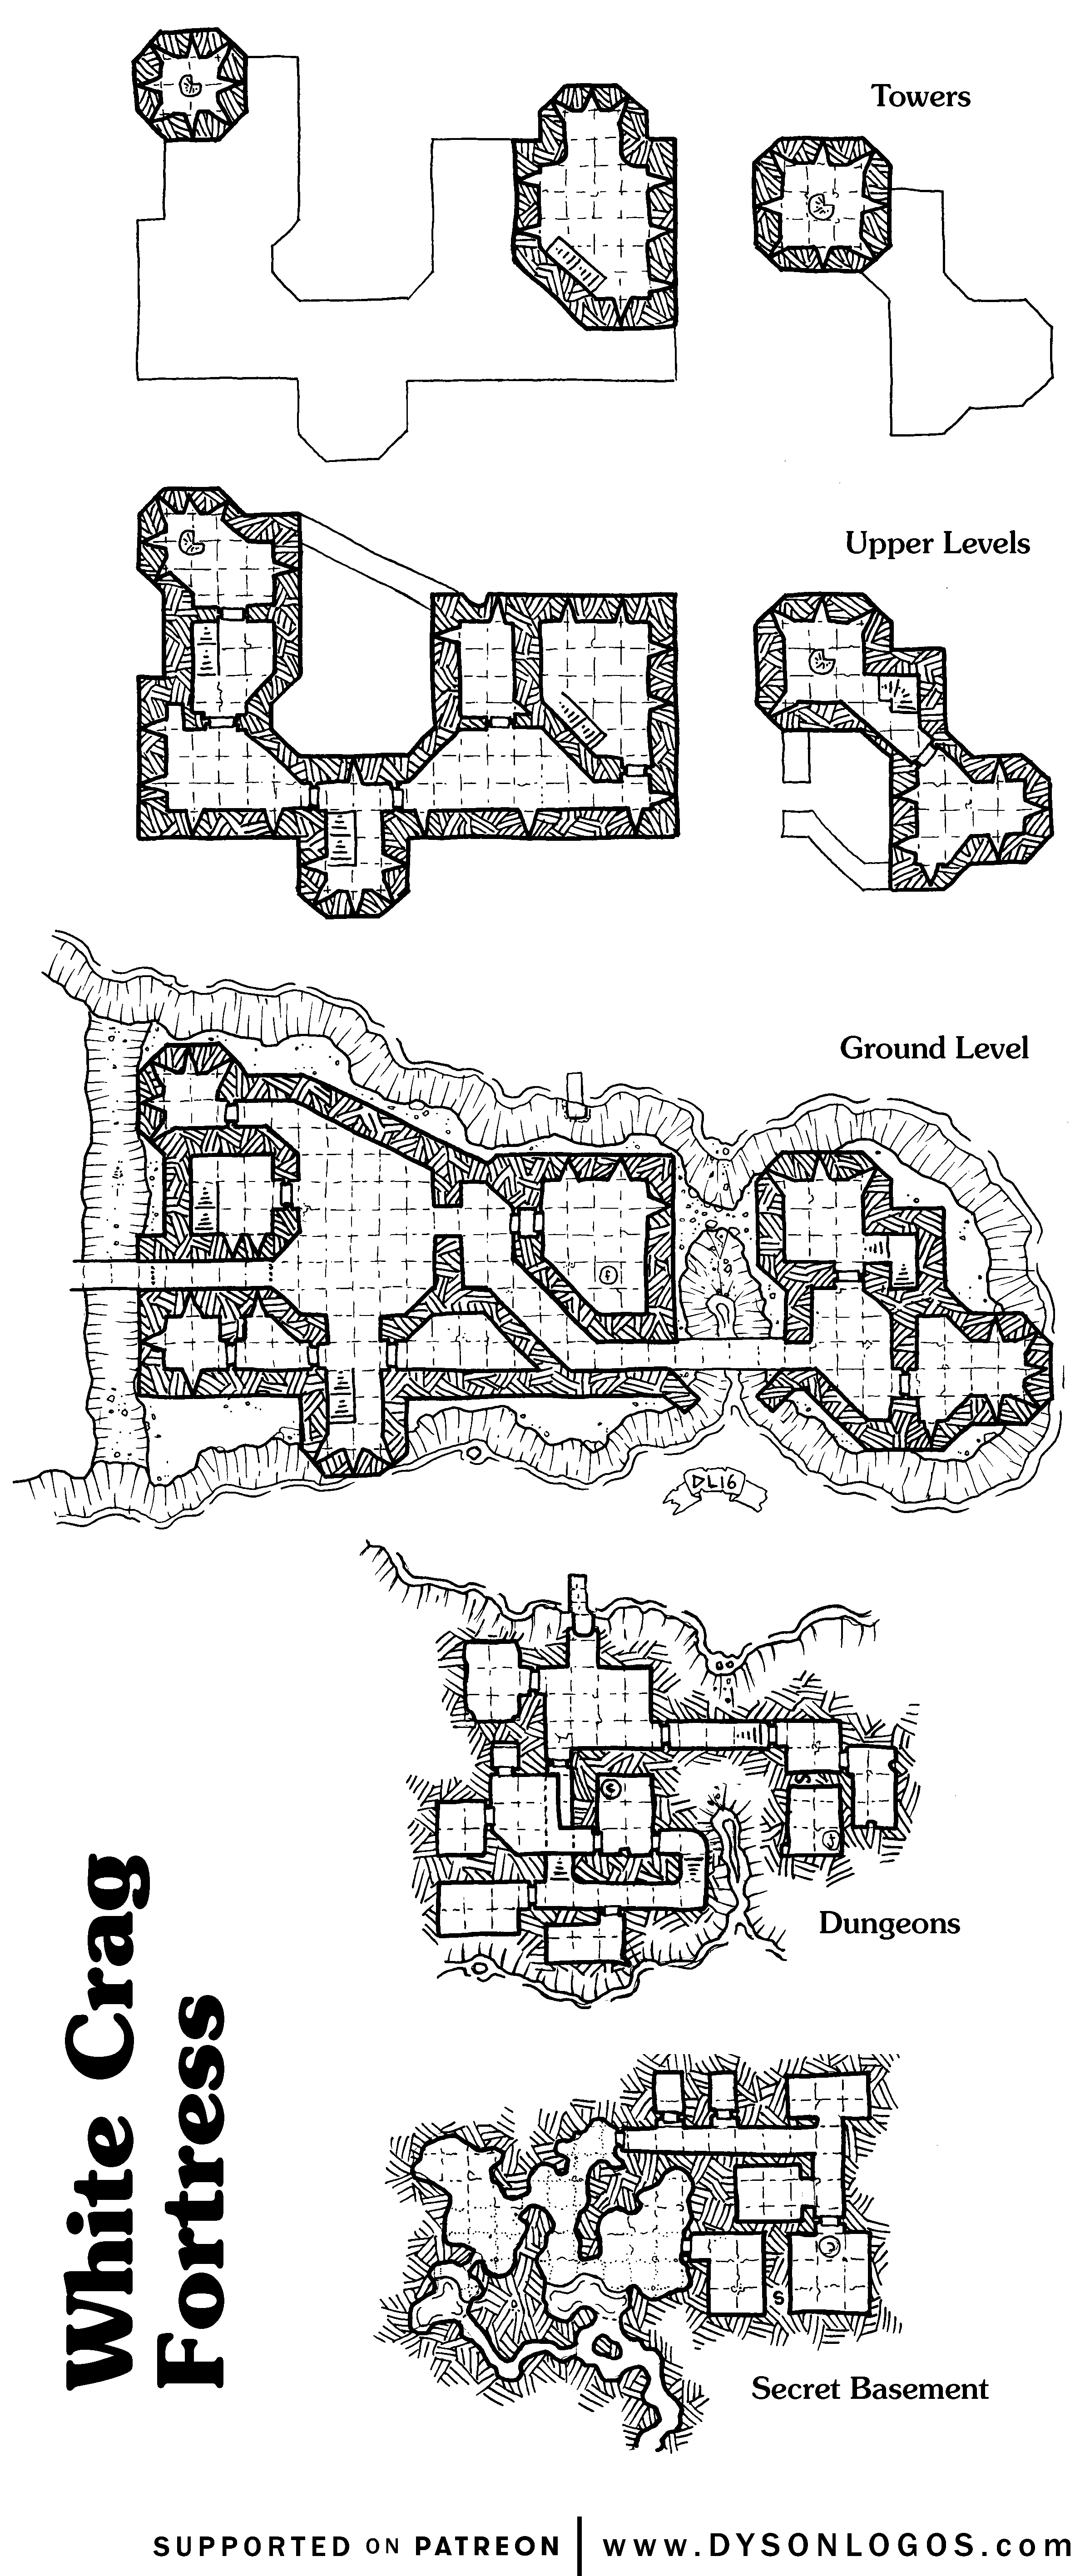 Towers
Upper Levels
Ground Level
DL16
Dungeons
S
White Crag
Fortress
S
Secret Basement
SUPPORTED ON PATREON | www.DYSONLOGOS.com